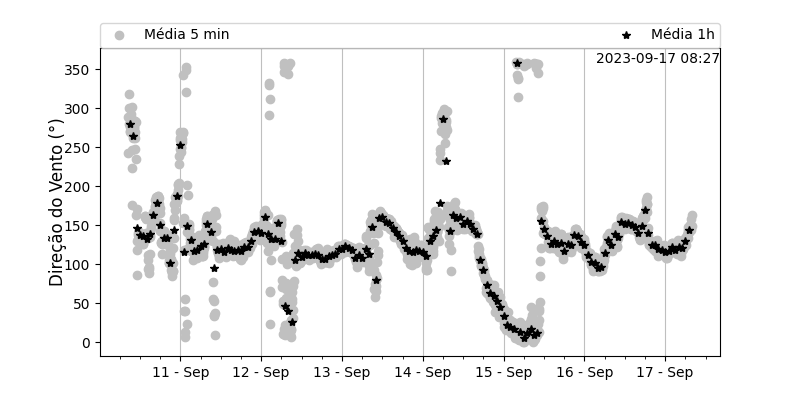 Média 5 min
Média 1h
2023-09-17 08:27
Direção do Vento (°)
350
300
250
200
150
100
50
0
11 - Sep
12 - Sep
13 - Sep
14 - Sep
15 - Sep
16 - Sep
17 - Sep